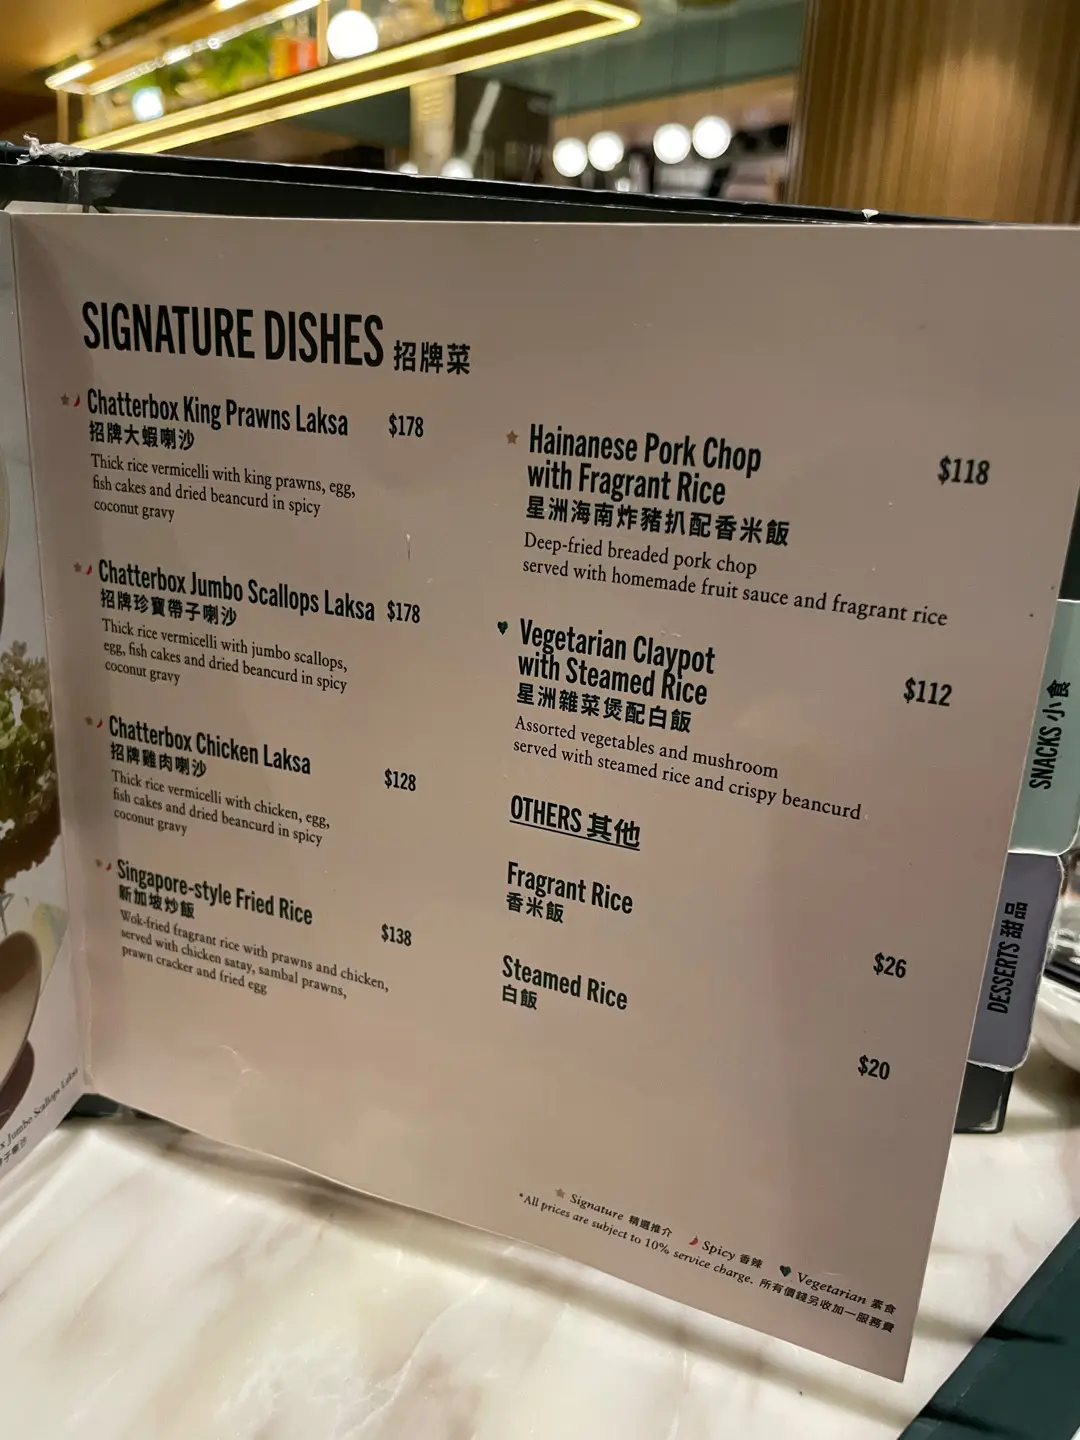 SIGNATURE DISHES 招牌菜
Chatterbox King Prawns Laksa $178
招牌大蝦喇沙
Thick rice vermicelli with king prawns, egg,
fish cakes and dried beancurd in spicy
coconut gravy
Chatterbox Jumbo Scallops Laksa $178
招牌珍寶帶子喇沙
Thick rice vermicelli with jumbo scallops,
egg, fish cakes and dried beancurd in spicy
coconut gravy
Chatterbox Chicken Laksa $128
招牌雞肉喇沙
Thick rice vermicelli with chicken, egg,
fish cakes and dried beancurd in spicy
coconut gravy
Singapore-style Fried Rice $138
新加坡炒飯
Wok-fried fragrant rice with prawns and chicken,
served with chicken satay, sambal prawns,
prawn cracker and fried egg
Hainanese Pork Chop
with Fragrant Rice $118
星洲海南炸豬扒配香米飯
Deep-fried breaded pork chop
served with homemade fruit sauce and fragrant rice
Vegetarian Claypot
with Steamed Rice $112
星洲雜菜煲配白飯
Assorted vegetables and mushroom
served with steamed rice and crispy beancurd
OTHERS 其他
Fragrant Rice
香米飯
$26
Steamed Rice
白飯
$20
Signature 精選推介 Spicy 香辣 Vegetarian 素食
*All prices are subject to 10% service charge. 所有價錢另收加一服務費
SNACKS 小食
DESSERTS 甜品
x Jumbo Scallops Laksa